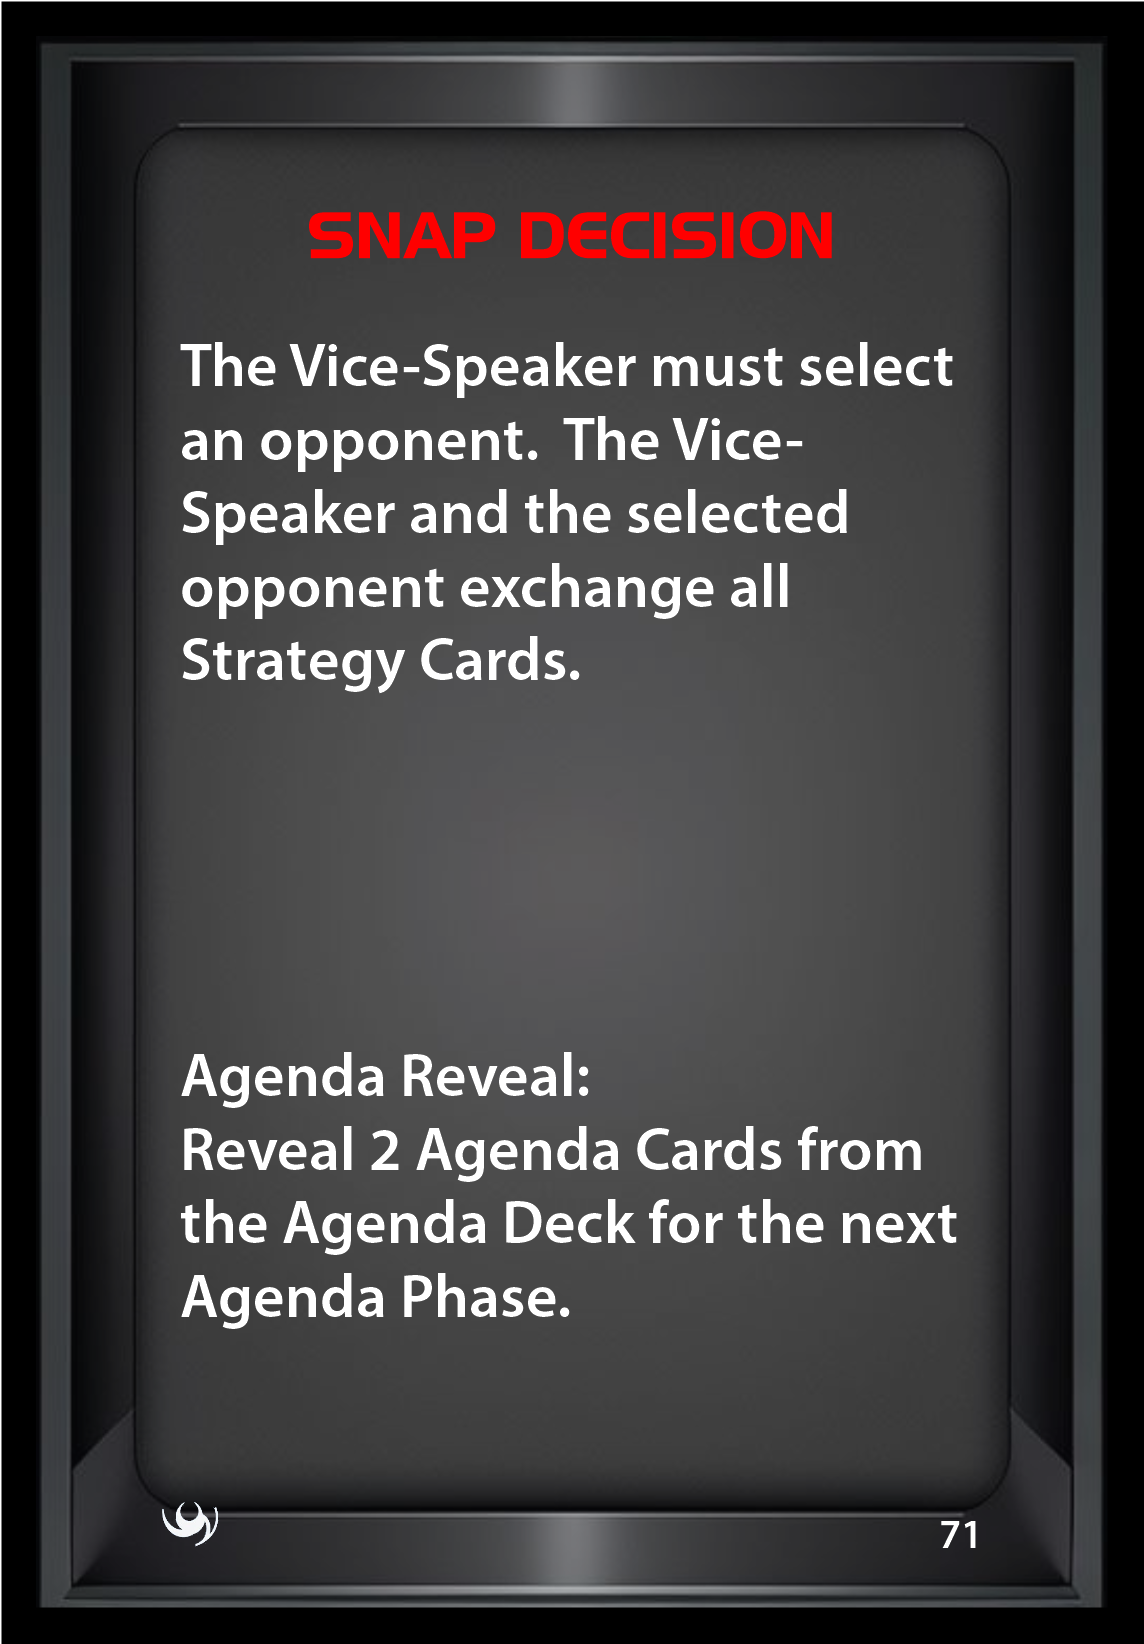 SNAP DECISION
The Vice-Speaker must select
an opponent.  The Vice-
Speaker and the selected
opponent exchange all
Strategy Cards.
Agenda Reveal:
Reveal 2 Agenda Cards from
the Agenda Deck for the next
Agenda Phase.
71